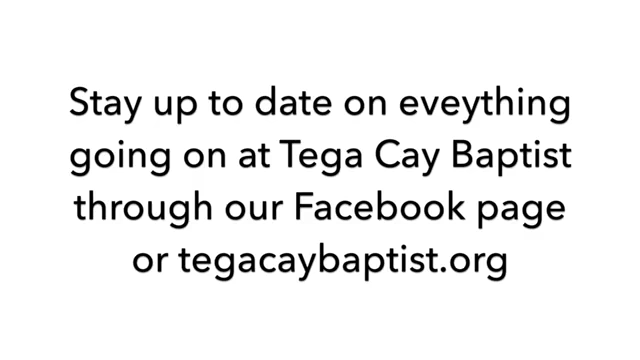 Stay up to date on eveything
going on at Tega Cay Baptist
through our Facebook page
or tegacaybaptist.org